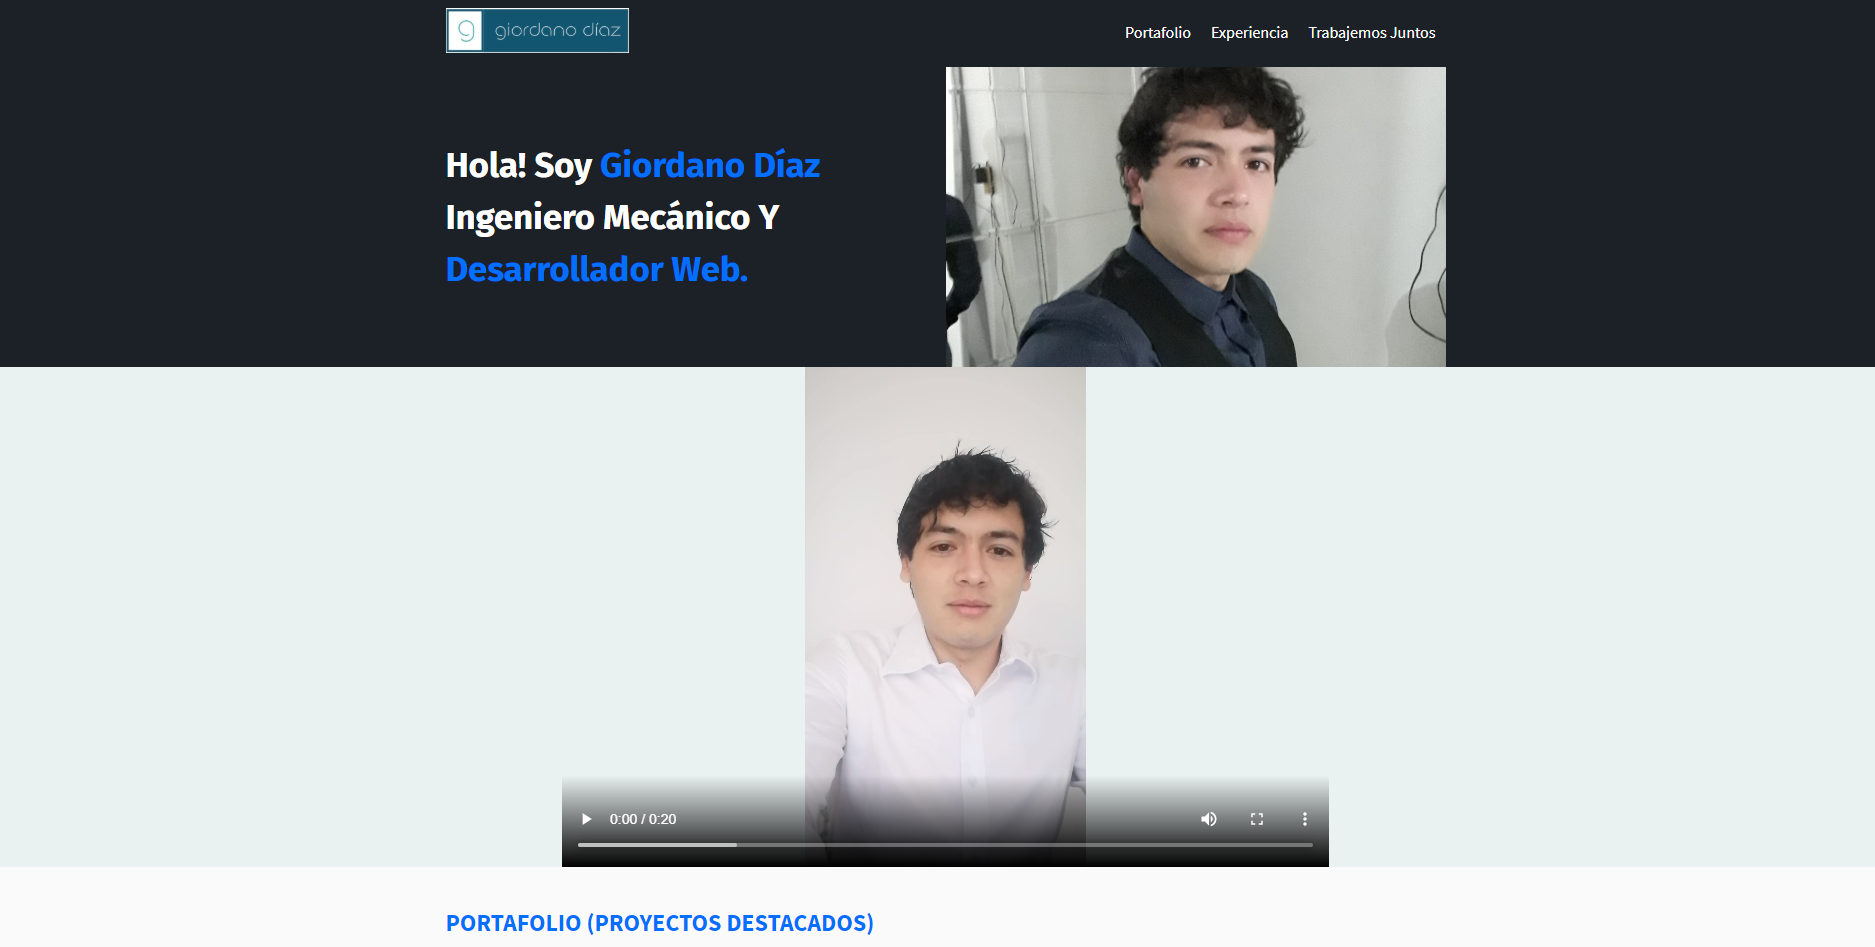 g giordano díaz
Portafolio Experiencia Trabajemos Juntos
Hola! Soy Giordano Díaz
Ingeniero Mecánico Y
Desarrollador Web.
0:00 / 0:20
PORTAFOLIO (PROYECTOS DESTACADOS)